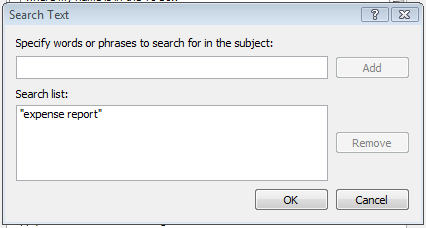 Search Text
Specify words or phrases to search for in the subject:
Add
Search list:
"expense report"
Remove
OK
Cancel